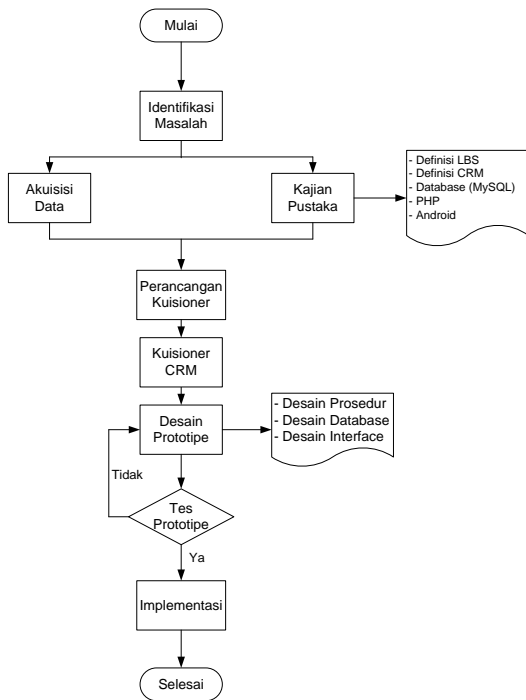 Mulai
Identifikasi
Masalah
Akuisisi
Data
Kajian
Pustaka
- Definisi LBS
- Definisi CRM
- Database (MySQL)
- PHP
- Android
Perancangan
Kuisioner
Kuisioner
CRM
Desain
Prototipe
- Desain Prosedur
- Desain Database
- Desain Interface
Tidak
Tes
Prototipe
Ya
Implementasi
Selesai